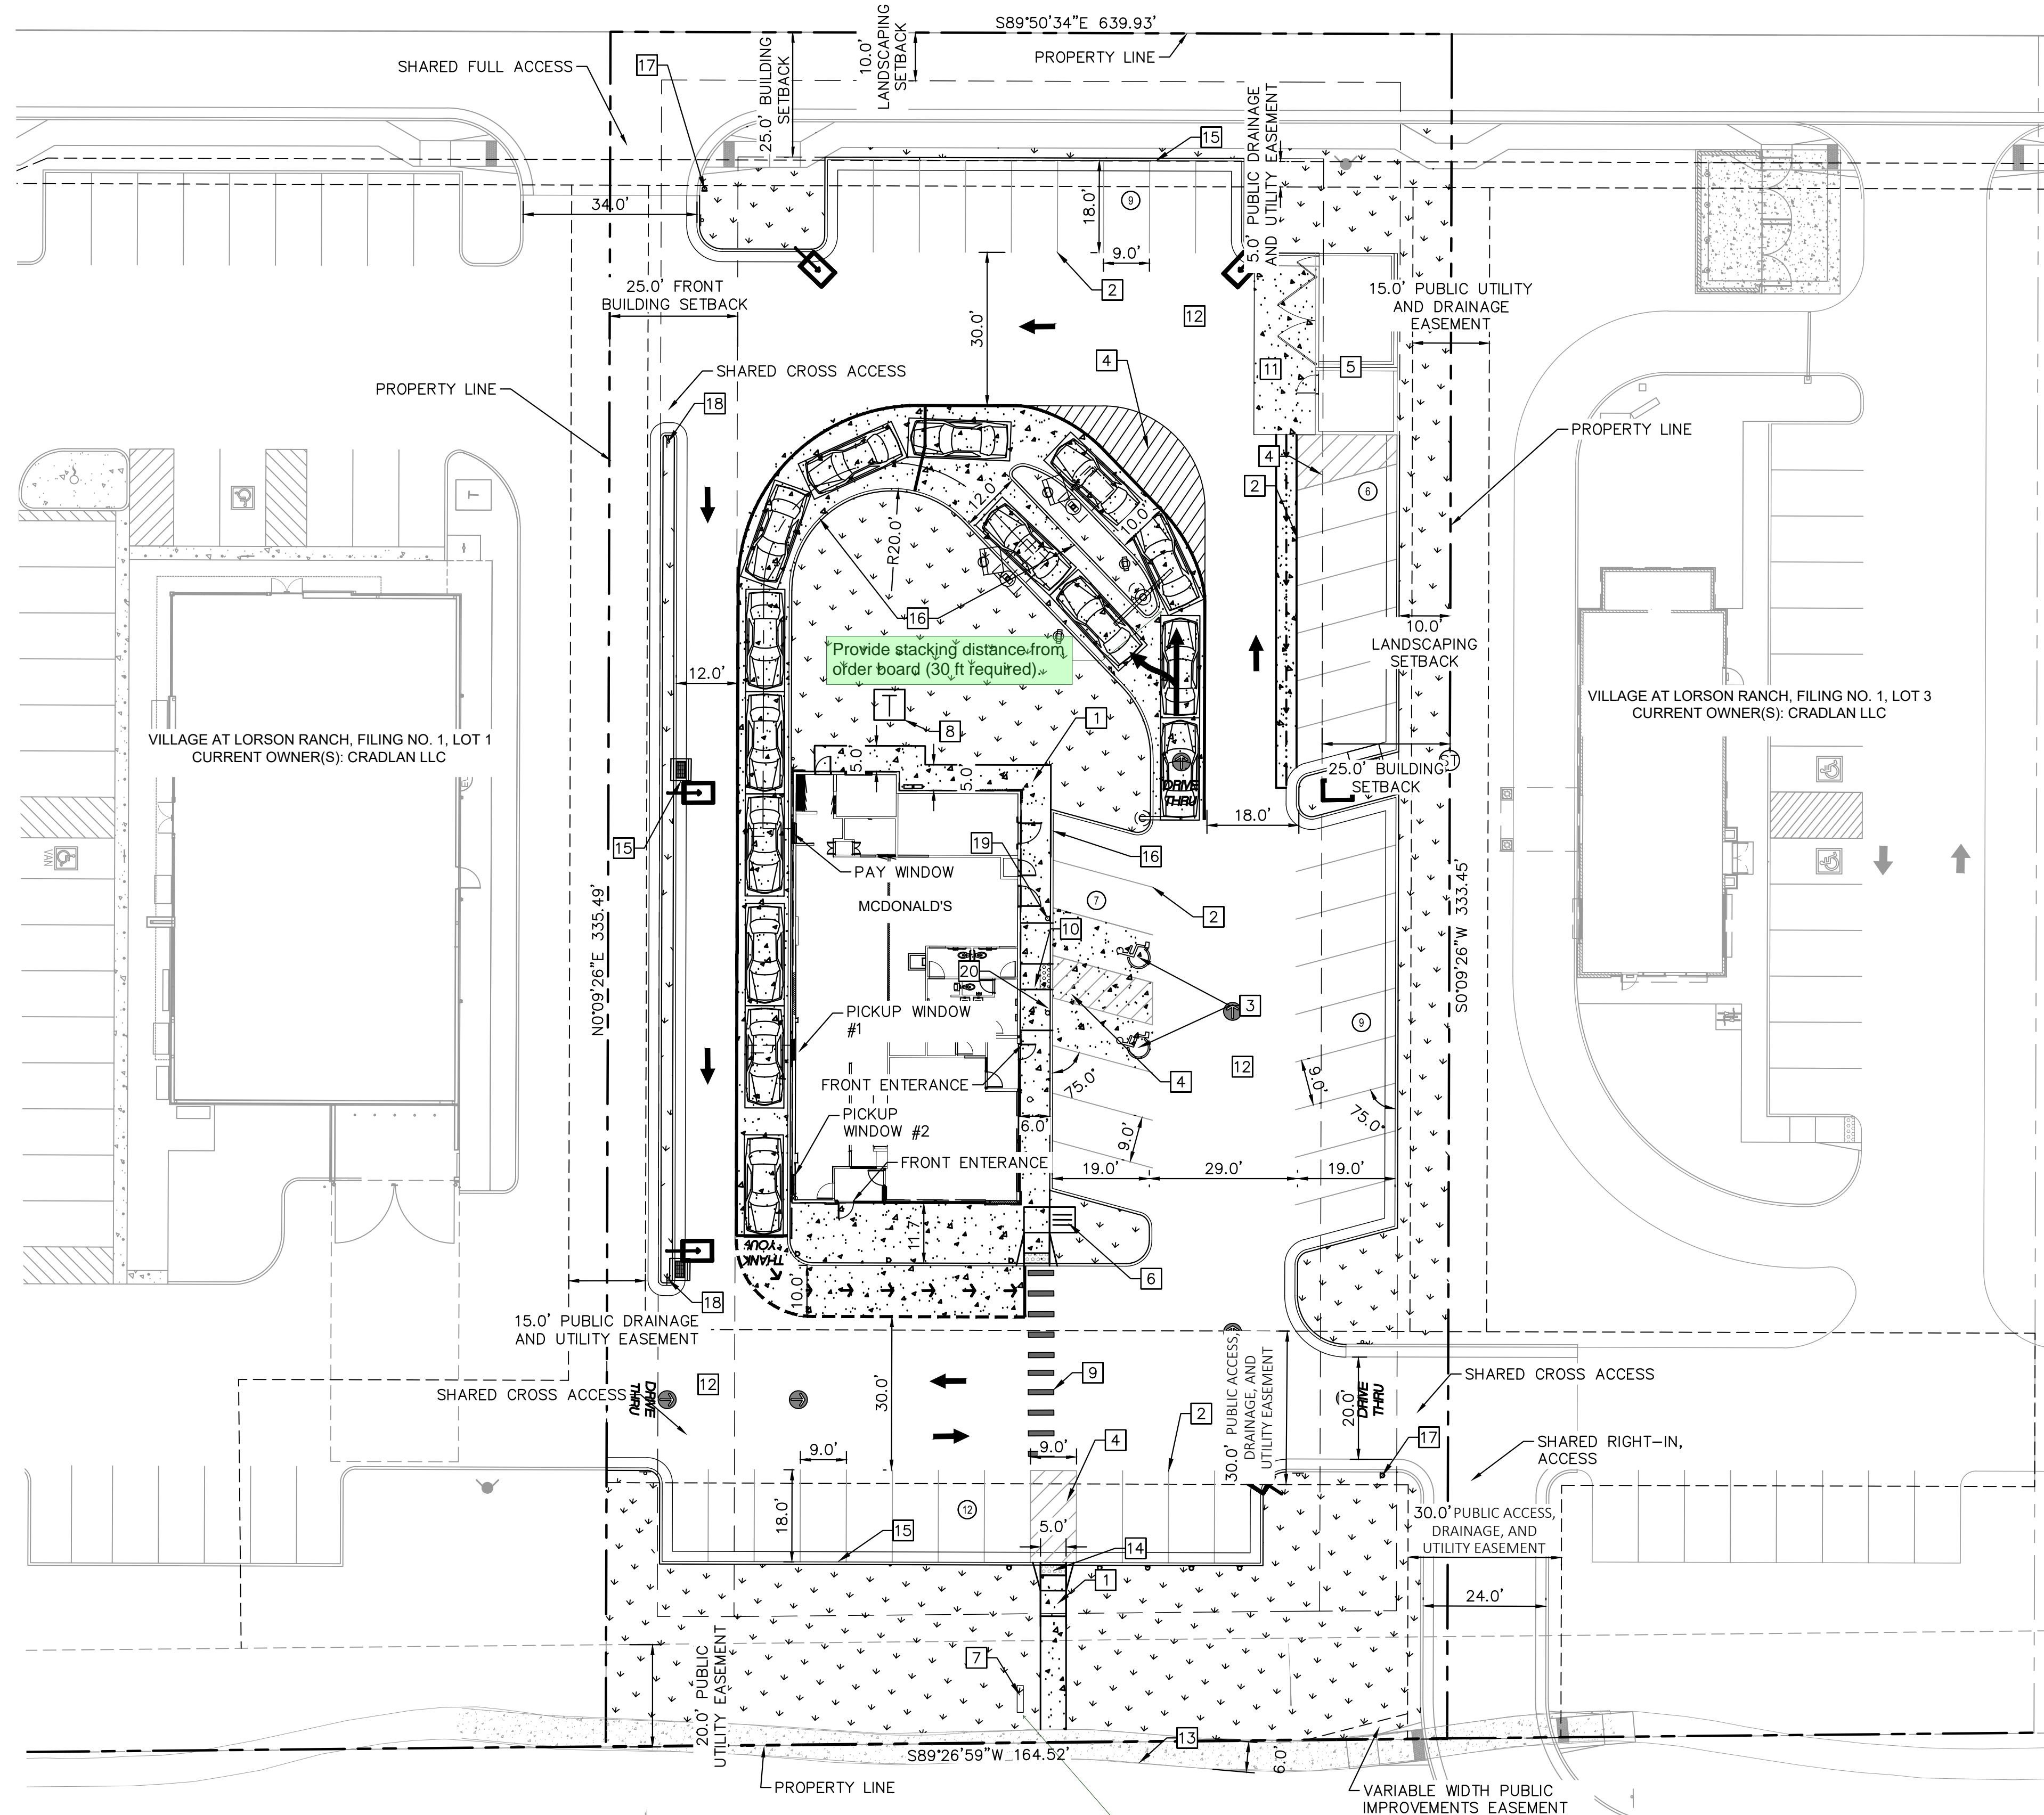 S89°50'34"E 639.93'
PROPERTY LINE
SHARED FULL ACCESS
17
25.0' BUILDING
SETBACK
10.0'
LANDSCAPING
SETBACK
5.0' PUBLIC DRAINAGE
AND UTILITY EASEMENT
15
34.0'
18.0'
9
9.0'
2
25.0' FRONT
BUILDING SETBACK
30.0'
12
15.0' PUBLIC UTILITY
AND DRAINAGE
EASEMENT
4
11
5
SHARED CROSS ACCESS
PROPERTY LINE
18
PROPERTY LINE
4
2
6
T
12.0'
10.0'
R20.0'
16
10.0'
LANDSCAPING
SETBACK
Provide stacking distance from
order board (30 ft required).
12.0'
T
8
1
5.0
5.0
VILLAGE AT LORSON RANCH, FILING NO. 1, LOT 1
CURRENT OWNER(S): CRADLAN LLC
VILLAGE AT LORSON RANCH, FILING NO. 1, LOT 3
CURRENT OWNER(S): CRADLAN LLC
25.0' BUILDING
SETBACK
ST
DRIVE
THRU
18.0'
15
19
16
PAY WINDOW
MCDONALD'S
7
2
10
20
VAN
N0°09'26"E 335.49'
S0°09'26"W 333.45'
PICKUP WINDOW
#1
3
9
12
FRONT ENTERANCE
75.0°
4
9.0'
75.0°
PICKUP
WINDOW #2
6.0'
9.0'
FRONT ENTERANCE
19.0'
29.0'
19.0'
11.7
THANK
YOU
10.0'
6
18
15.0' PUBLIC DRAINAGE
AND UTILITY EASEMENT
30.0' PUBLIC ACCESS,
DRAINAGE, AND
UTILITY EASEMENT
SHARED CROSS ACCESS
12
DRIVE
THRU
30.0'
9
20.0'
DRIVE
THRU
SHARED CROSS ACCESS
2
17
SHARED RIGHT-IN,
ACCESS
9.0'
9.0'
4
18.0'
12
15
5.0'
14
1
30.0' PUBLIC ACCESS,
DRAINAGE, AND
UTILITY EASEMENT
24.0'
20.0' PUBLIC
UTILITY EASEMENT
7
13
S89°26'59"W 164.52'
6.0'
PROPERTY LINE
VARIABLE WIDTH PUBLIC
IMPROVEMENTS EASEMENT